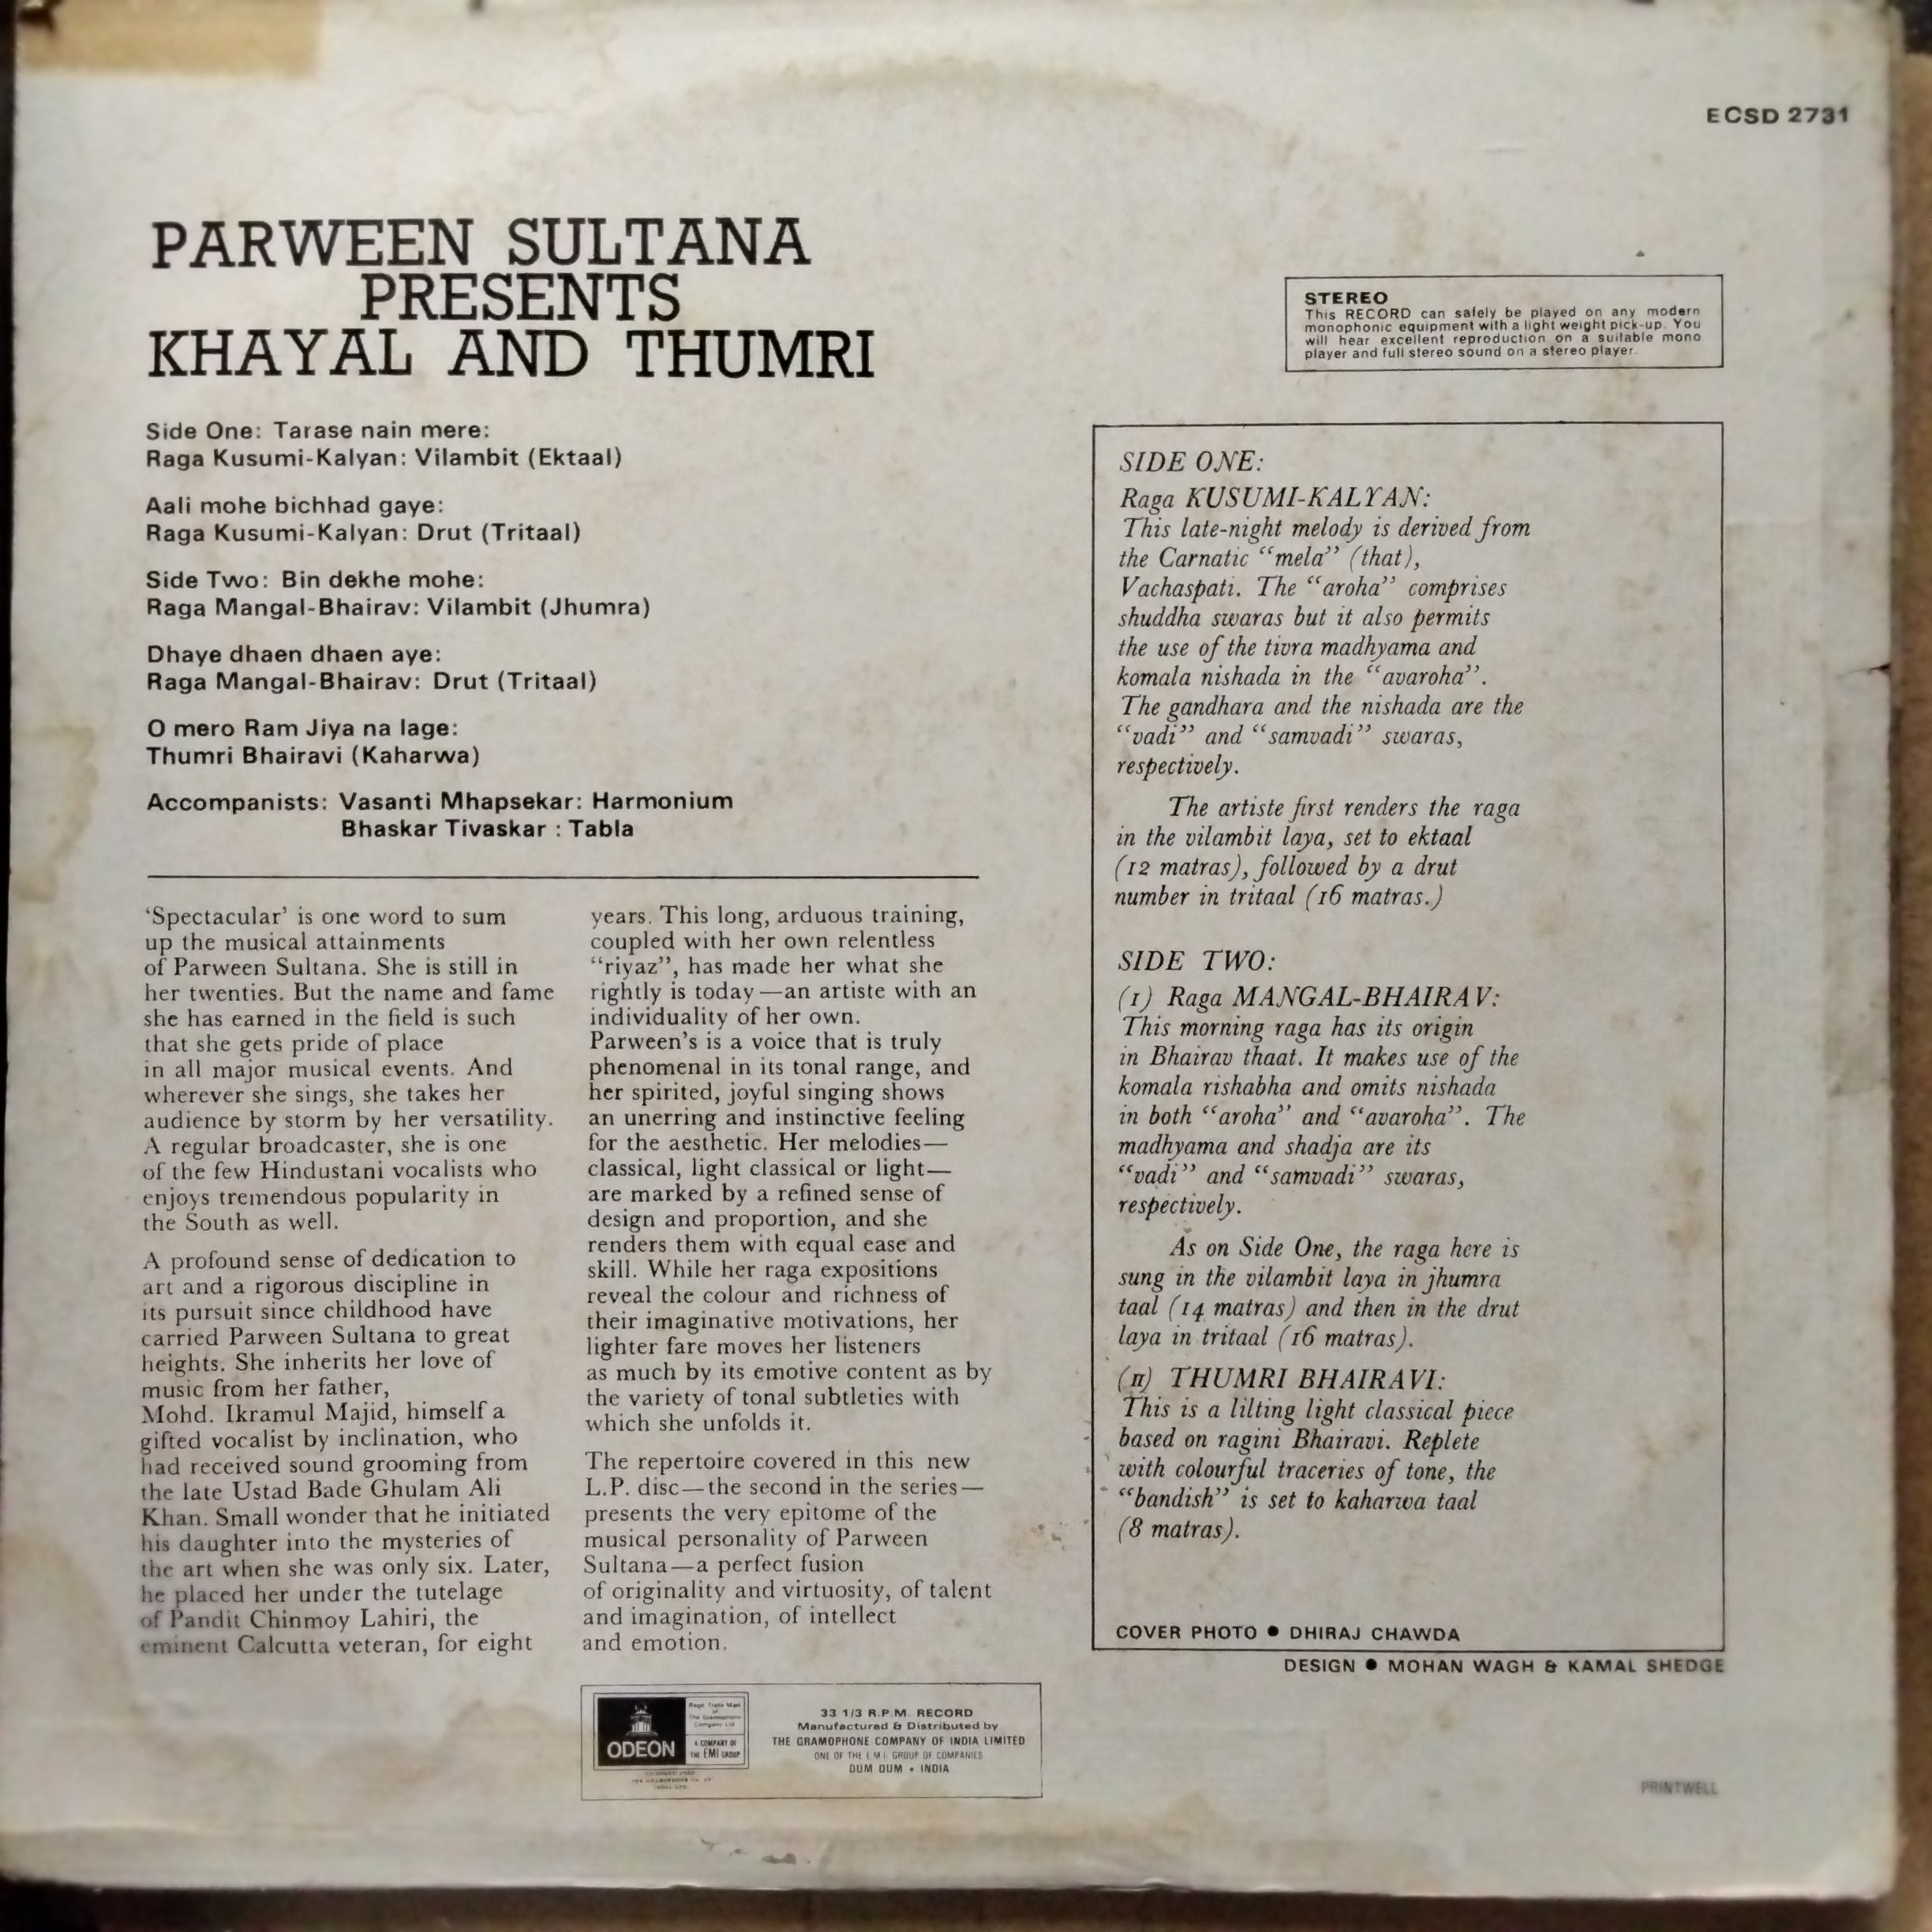 ECSD 2731
PARWEEN SULTANA
PRESENTS
KHAYAL AND THUMRI
STEREO
This RECORD can safely be played on any modern
monophonic equipment with a light weight pick-up. You
will hear excellent reproduction on a suitable mono
player and full stereo sound on a stereo player.
Side One: Tarase nain mere:
Raga Kusumi-Kalyan: Vilambit (Ektaal)
Aali mohe bichhad gaye:
Raga Kusumi-Kalyan: Drut (Tritaal)
Side Two: Bin dekhe mohe:
Raga Mangal-Bhairav: Vilambit (Jhumra)
Dhaye dhaen dhaen aye:
Raga Mangal-Bhairav: Drut (Tritaal)
O mero Ram Jiya na lage:
Thumri Bhairavi (Kaharwa)
Accompanists: Vasanti Mhapsekar: Harmonium
Bhaskar Tivaskar : Tabla
‘Spectacular’ is one word to sum
up the musical attainments
of Parween Sultana. She is still in
her twenties. But the name and fame
she has earned in the field is such
that she gets pride of place
in all major musical events. And
wherever she sings, she takes her
audience by storm by her versatility.
A regular broadcaster, she is one
of the few Hindustani vocalists who
enjoys tremendous popularity in
the South as well.
A profound sense of dedication to
art and a rigorous discipline in
its pursuit since childhood have
carried Parween Sultana to great
heights. She inherits her love of
music from her father,
Mohd. Ikramul Majid, himself a
gifted vocalist by inclination, who
had received sound grooming from
the late Ustad Bade Ghulam Ali
Khan. Small wonder that he initiated
his daughter into the mysteries of
the art when she was only six. Later,
he placed her under the tutelage
of Pandit Chinmoy Lahiri, the
eminent Calcutta veteran, for eight
years. This long, arduous training,
coupled with her own relentless
“riyaz”, has made her what she
rightly is today—an artiste with an
individuality of her own.
Parween’s is a voice that is truly
phenomenal in its tonal range, and
her spirited, joyful singing shows
an unerring and instinctive feeling
for the aesthetic. Her melodies—
classical, light classical or light—
are marked by a refined sense of
design and proportion, and she
renders them with equal ease and
skill. While her raga expositions
reveal the colour and richness of
their imaginative motivations, her
lighter fare moves her listeners
as much by its emotive content as by
the variety of tonal subtleties with
which she unfolds it.
The repertoire covered in this new
L.P. disc—the second in the series—
presents the very epitome of the
musical personality of Parween
Sultana—a perfect fusion
of originality and virtuosity, of talent
and imagination, of intellect
and emotion.
SIDE ONE:
Raga KUSUMI-KALYAN:
This late-night melody is derived from
the Carnatic “mela” (that),
Vachaspati. The “aroha” comprises
shuddha swaras but it also permits
the use of the tivra madhyama and
komala nishada in the “avaroha”.
The gandhara and the nishada are the
“vadi” and “samvadi” swaras,
respectively.
The artiste first renders the raga
in the vilambit laya, set to ektaal
(12 matras), followed by a drut
number in tritaal (16 matras.)
SIDE TWO:
(I) Raga MANGAL-BHAIRAV:
This morning raga has its origin
in Bhairav thaat. It makes use of the
komala rishabha and omits nishada
in both “aroha” and “avaroha”. The
madhyama and shadja are its
“vadi” and “samvadi” swaras,
respectively.
As on Side One, the raga here is
sung in the vilambit laya in jhumra
taal (14 matras) and then in the drut
laya in tritaal (16 matras).
(II) THUMRI BHAIRAVI:
This is a lilting light classical piece
based on ragini Bhairavi. Replete
with colourful traceries of tone, the
“bandish” is set to kaharwa taal
(8 matras).
COVER PHOTO ● DHIRAJ CHAWDA
DESIGN ● MOHAN WAGH & KAMAL SHEDGE
ODEON
Regd. Trade Mark
of
The Gramophone
Company Ltd
A COMPANY OF
THE EMI GROUP
33 1/3 R.P.M. RECORD
Manufactured & Distributed by
THE GRAMOPHONE COMPANY OF INDIA LIMITED
ONE OF THE E M I GROUP OF COMPANIES
DUM DUM • INDIA
PRINTWELL